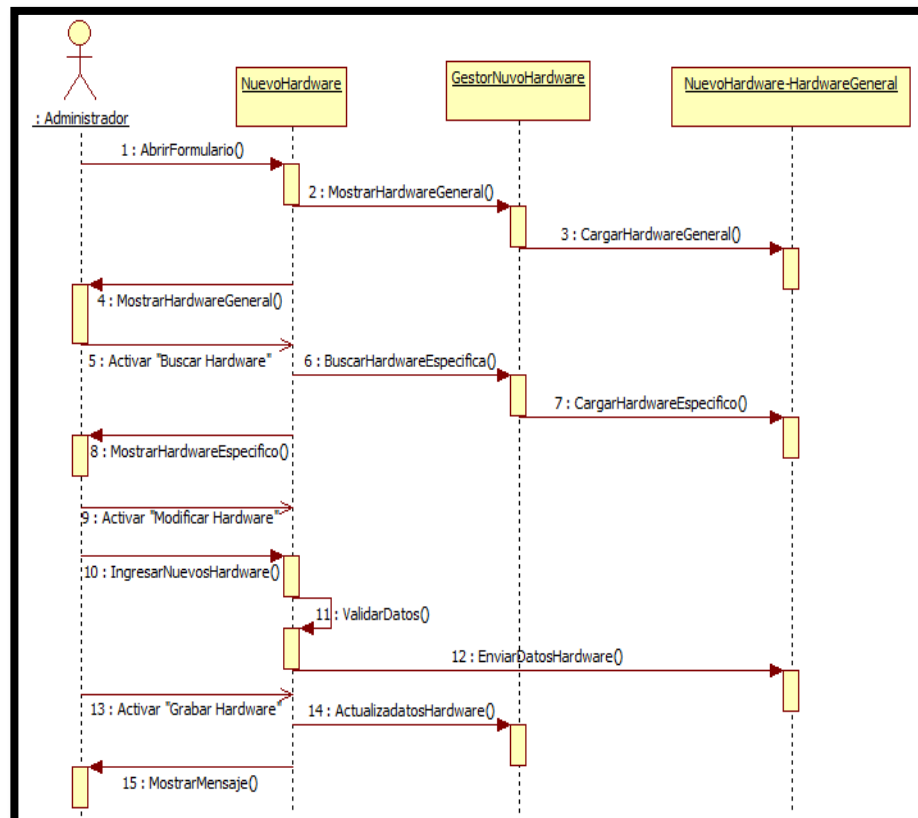 : Administrador
NuevoHardware
GestorNuvoHardware
NuevoHardware-HardwareGeneral
1 : AbrirFormulario()
2 : MostrarHardwareGeneral()
3 : CargarHardwareGeneral()
4 : MostrarHardwareGeneral()
5 : Activar "Buscar Hardware"
6 : BuscarHardwareEspecifica()
7 : CargarHardwareEspecifico()
8 : MostrarHardwareEspecifico()
9 : Activar "Modificar Hardware"
10 : IngresarNuevosHardware()
11 : ValidarDatos()
12 : EnviarDatosHardware()
13 : Activar "Grabar Hardware"
14 : ActualizadatosHardware()
15 : MostrarMensaje()